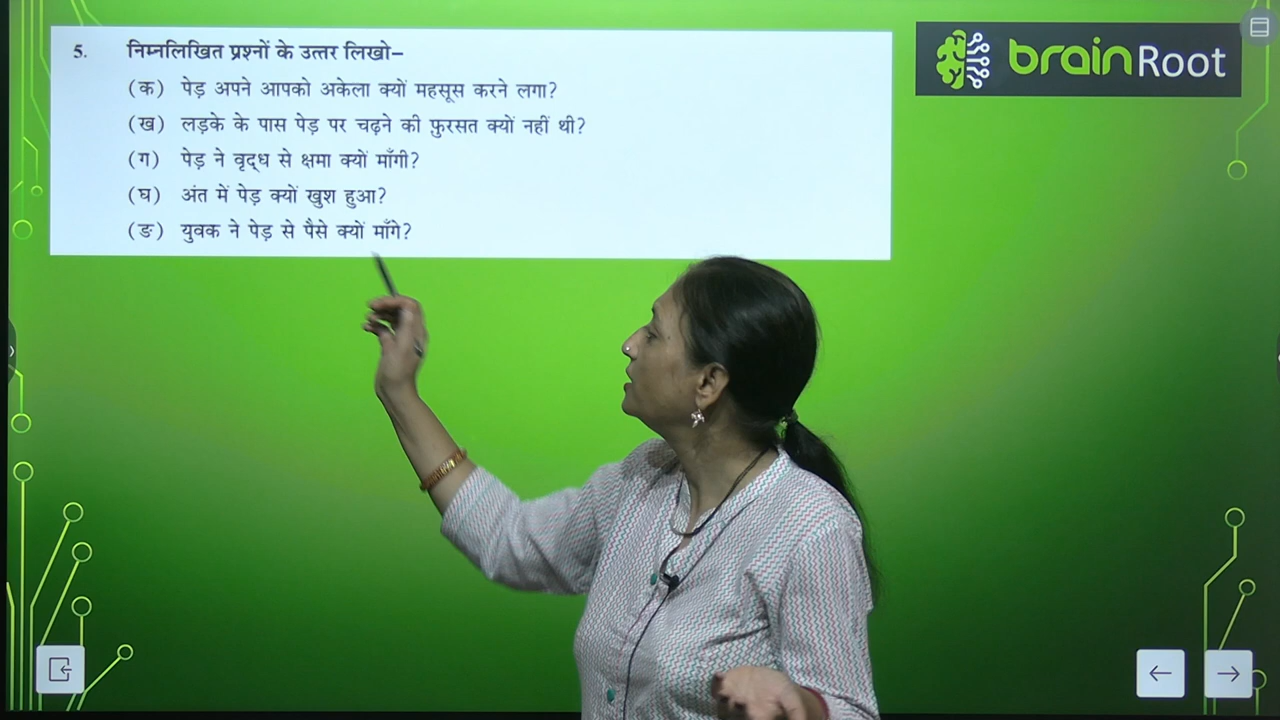 5. निम्नलिखित प्रश्नों के उत्तर लिखो–
(क) पेड़ अपने आपको अकेला क्यों महसूस करने लगा?
(ख) लड़के के पास पेड़ पर चढ़ने की फ़ुरसत क्यों नहीं थी?
(ग) पेड़ ने वृद्ध से क्षमा क्यों माँगी?
(घ) अंत में पेड़ क्यों खुश हुआ?
(ङ) युवक ने पेड़ से पैसे क्यों माँगे?
brainRoot